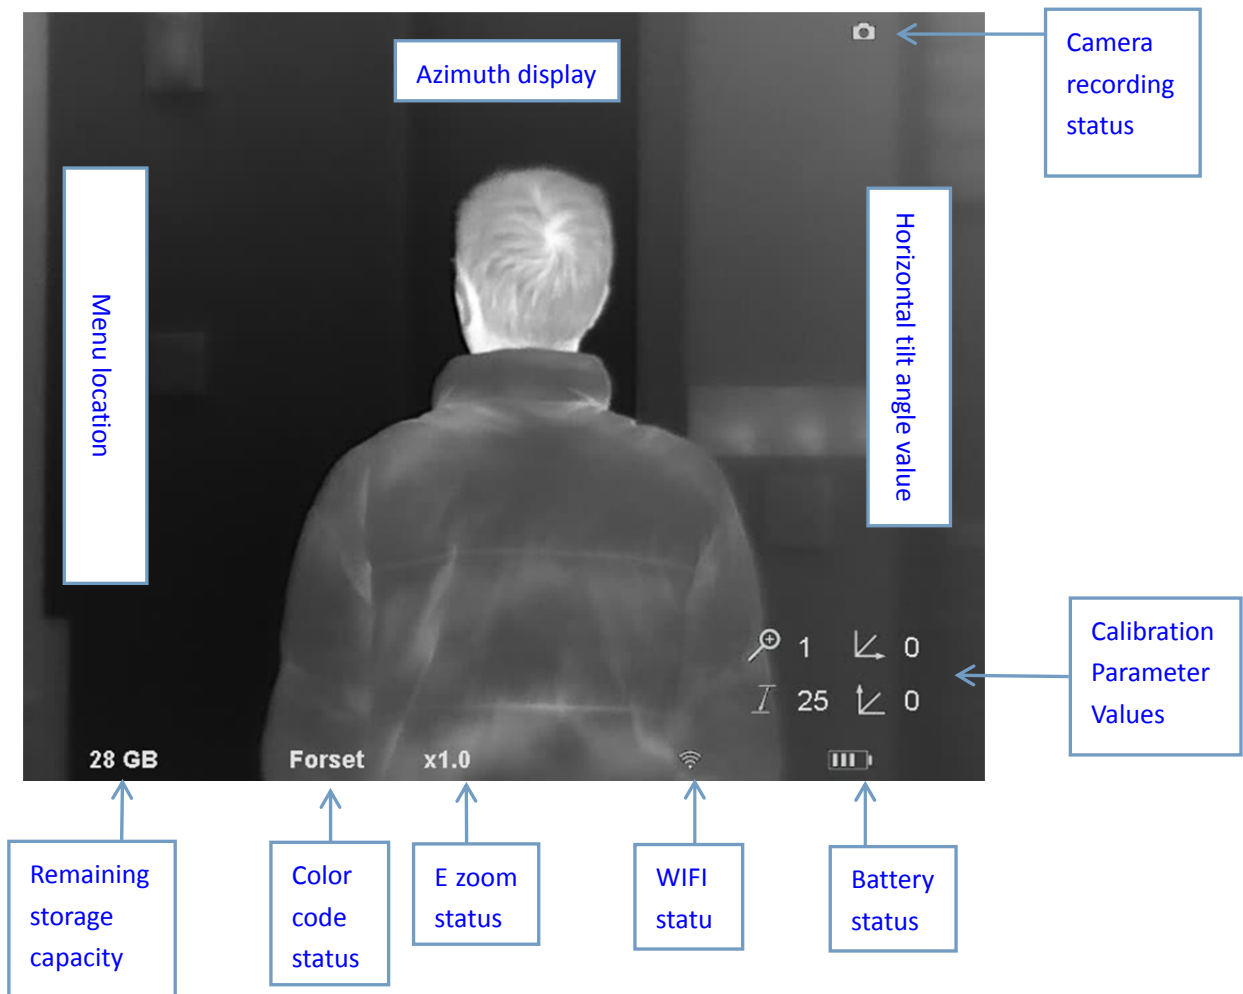 Azimuth display
Camera
recording
status
Menu location
Horizontal tilt angle value
1 0
25 0
Calibration
Parameter
Values
28 GB Forset x1.0
Remaining
storage
capacity
Color
code
status
E zoom
status
WIFI
statu
Battery
status